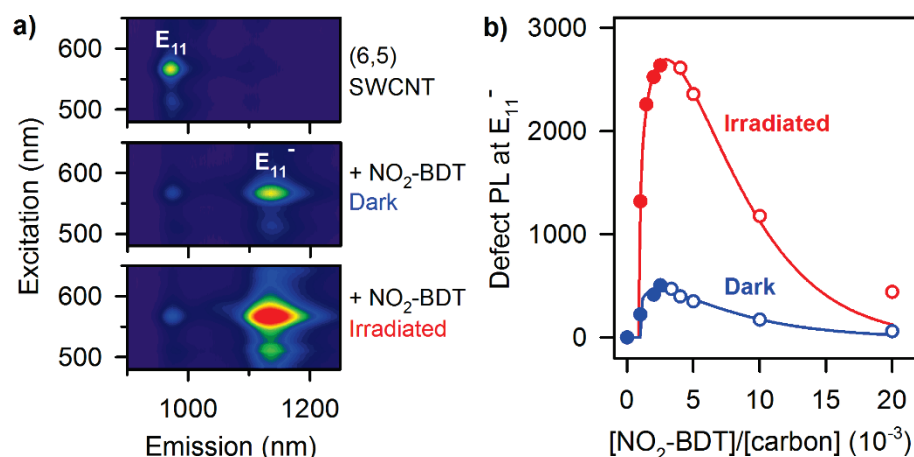 a)
E₁₁
(6,5)
SWCNT
600
500
E₁₁⁻
+ NO₂-BDT
Dark
600
500
+ NO₂-BDT
Irradiated
600
500
Excitation (nm)
1000
1200
Emission (nm)
b)
Defect PL at E₁₁⁻
3000
2000
1000
0
Irradiated
Dark
0
5
10
15
20
[NO₂-BDT]/[carbon] (10⁻³)